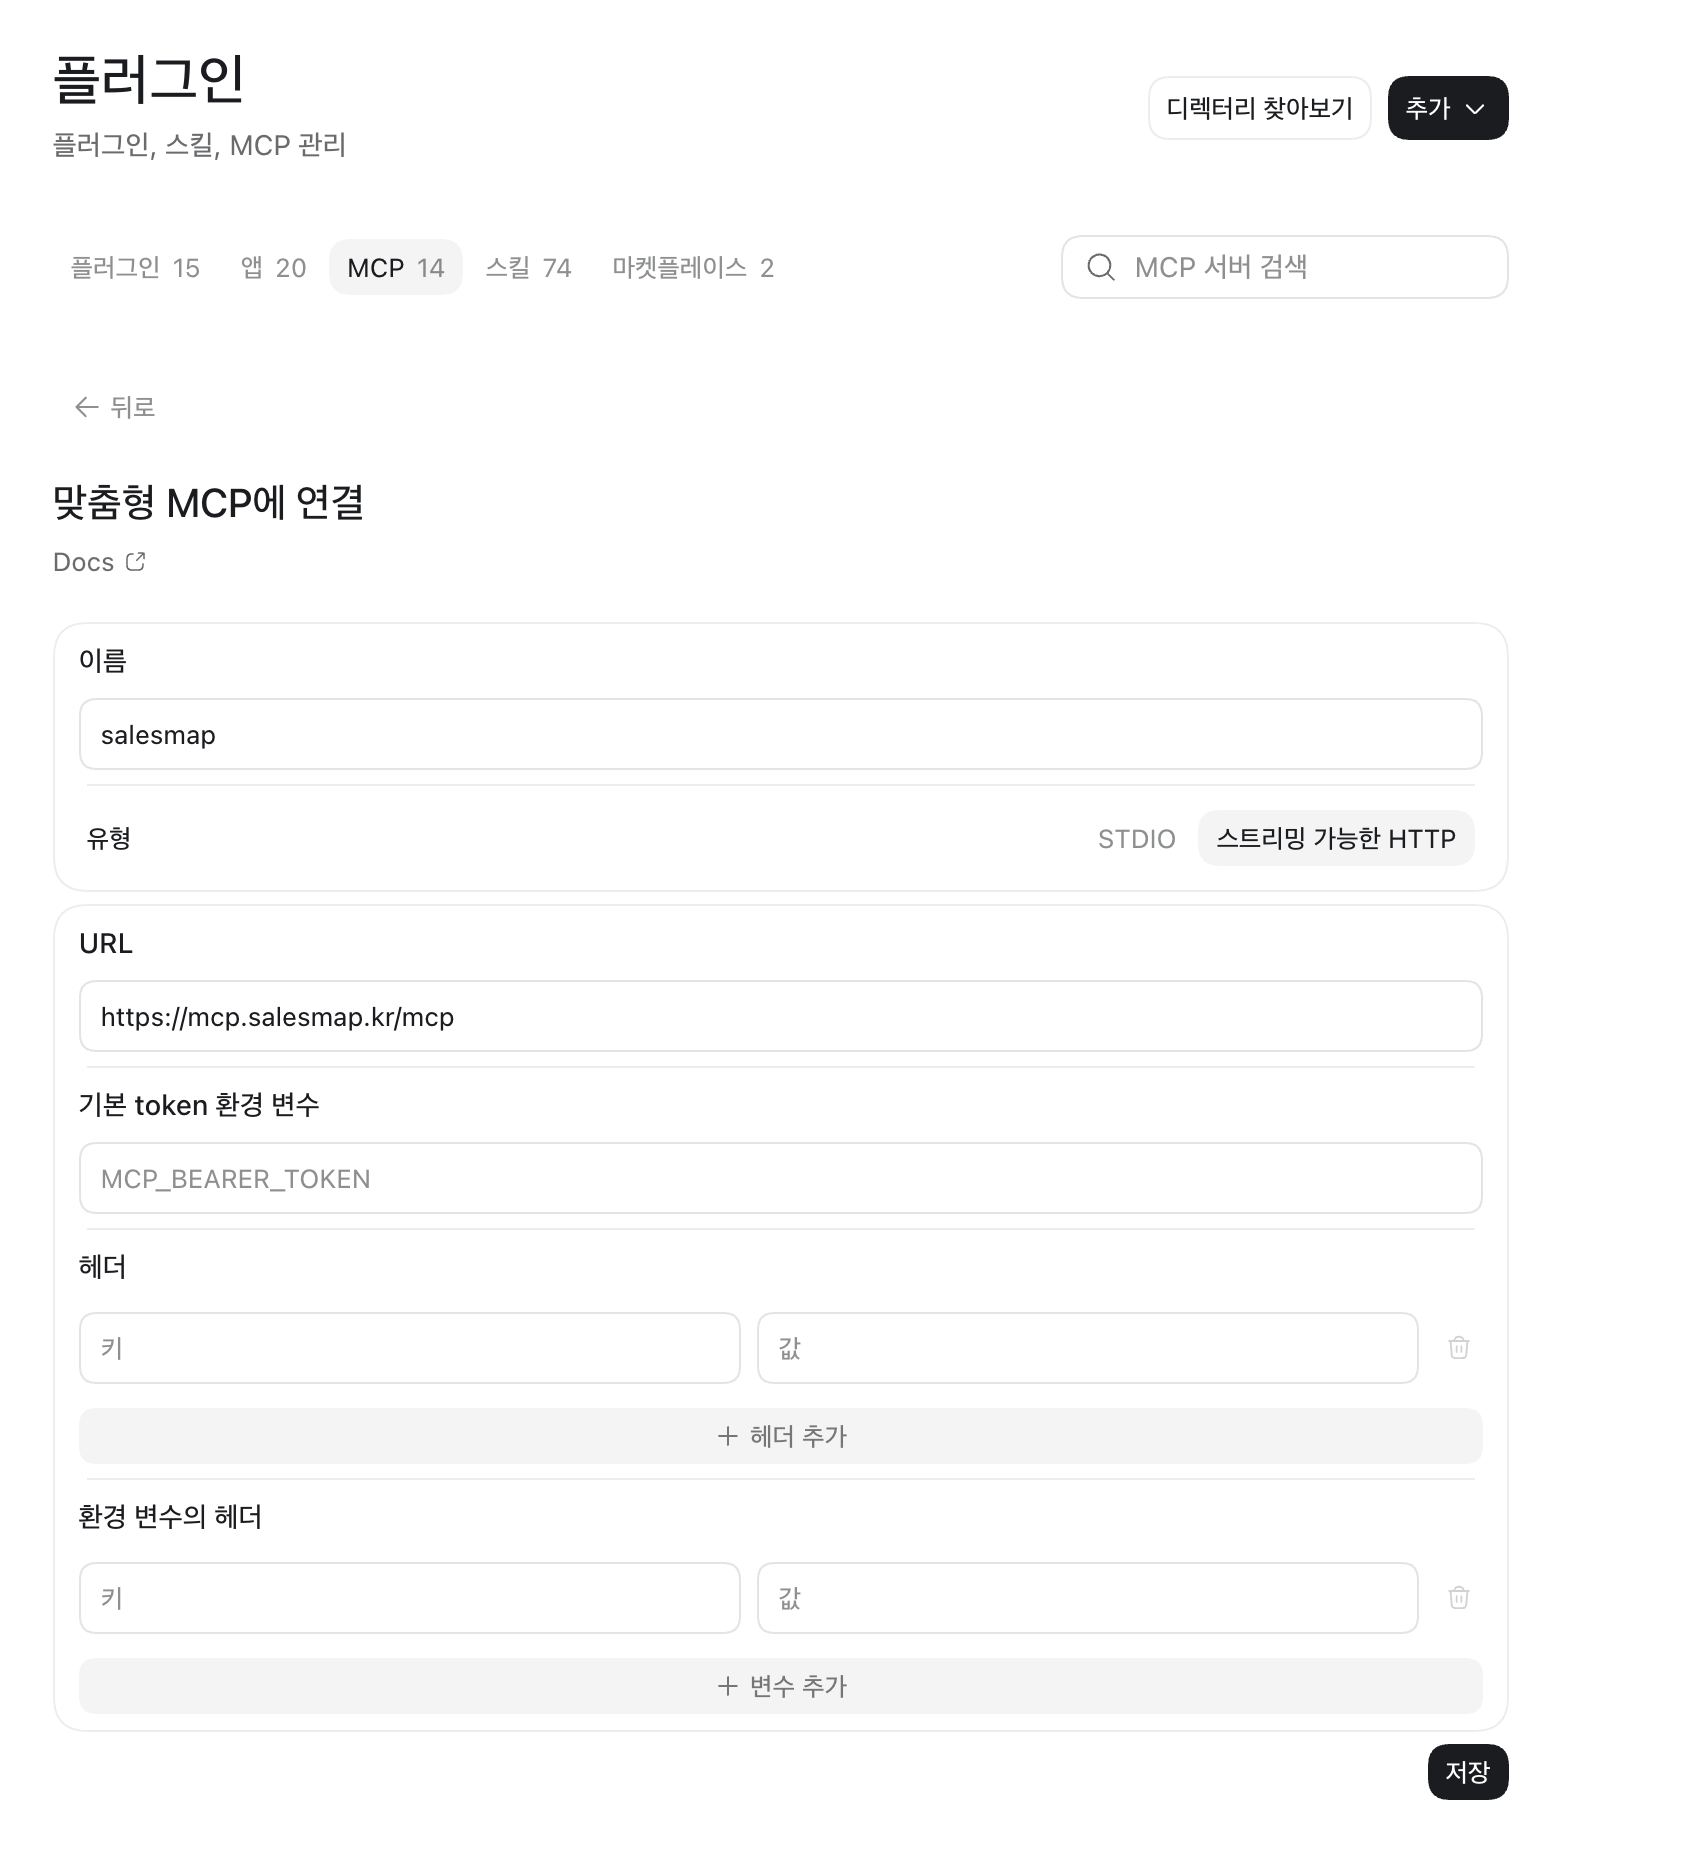 플러그인
플러그인, 스킬, MCP 관리
디렉터리 찾아보기
추가
플러그인 15 앱 20 MCP 14 스킬 74 마켓플레이스 2
MCP 서버 검색
뒤로
맞춤형 MCP에 연결
Docs
이름
salesmap
유형 STDIO 스트리밍 가능한 HTTP
URL
https://mcp.salesmap.kr/mcp
기본 token 환경 변수
MCP_BEARER_TOKEN
헤더
키 값
+ 헤더 추가
환경 변수의 헤더
키 값
+ 변수 추가
저장